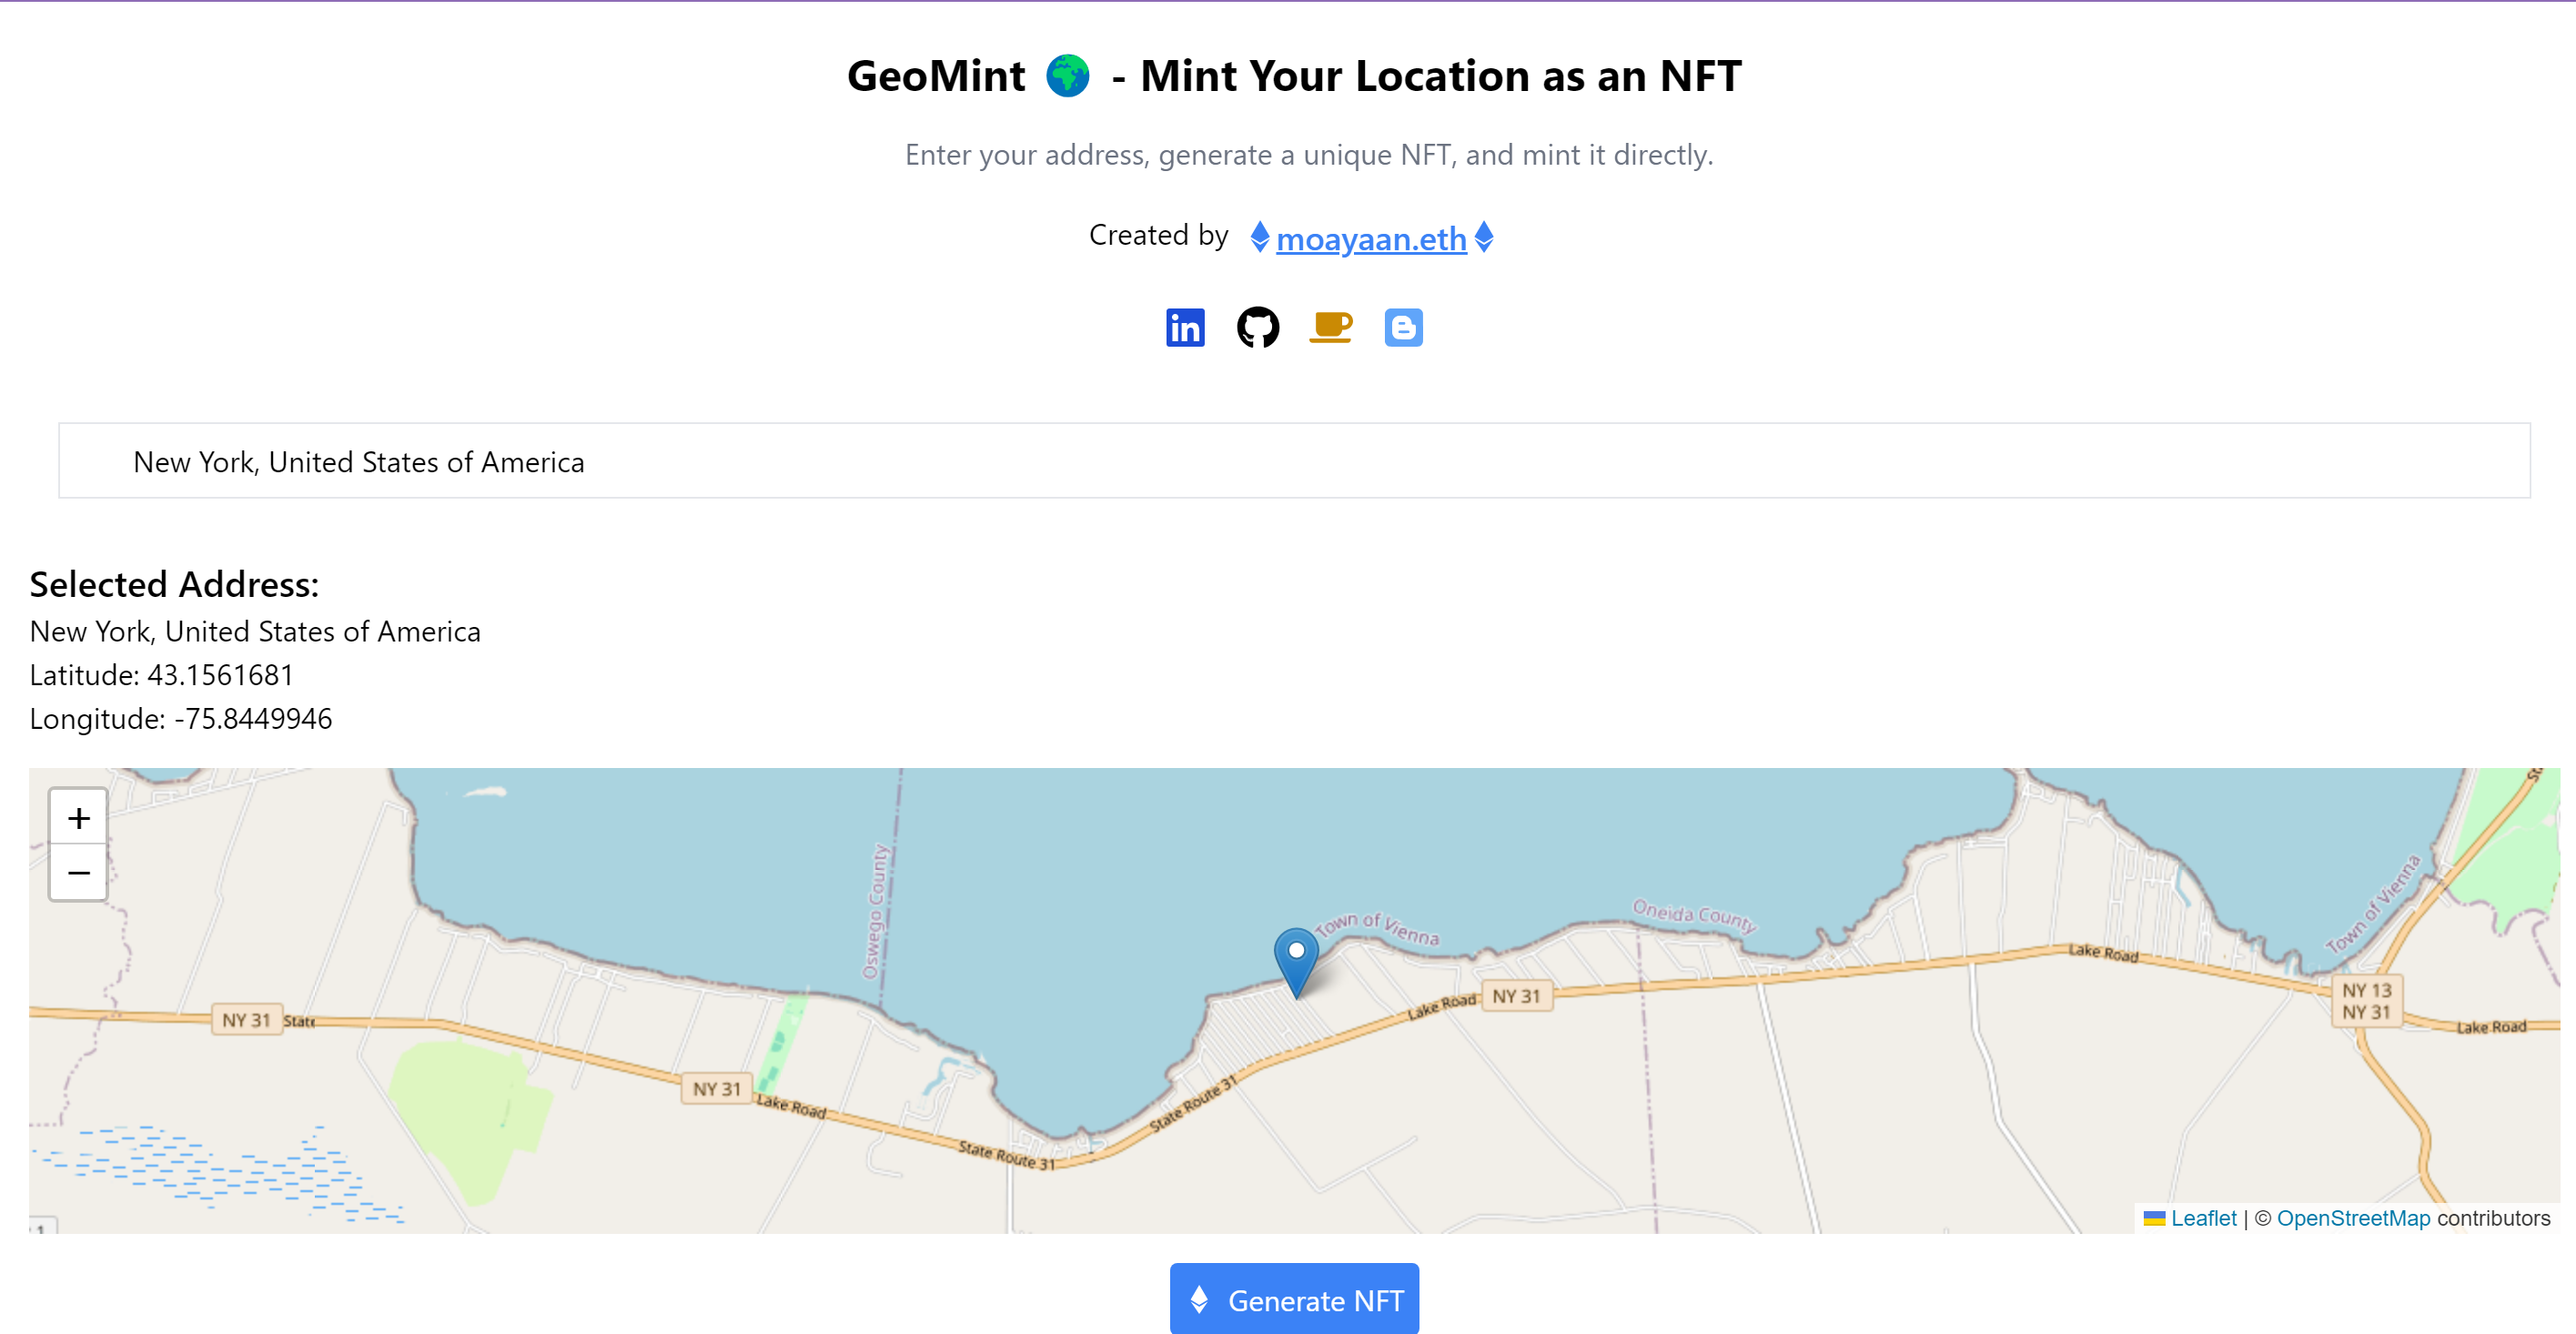 GeoMint 🌍 - Mint Your Location as an NFT
Enter your address, generate a unique NFT, and mint it directly.
Created by moayaan.eth
New York, United States of America
Selected Address:
New York, United States of America
Latitude: 43.1561681
Longitude: -75.8449946
+
−
Oswego County
Town of Vienna
Oneida County
Town of Vienna
Lake Road
NY 31
Lake Road
NY 13
NY 31
Lake Road
NY 31
State
NY 31
Lake Road
State Route 31
State Route 31
1
Leaflet | © OpenStreetMap contributors
Generate NFT